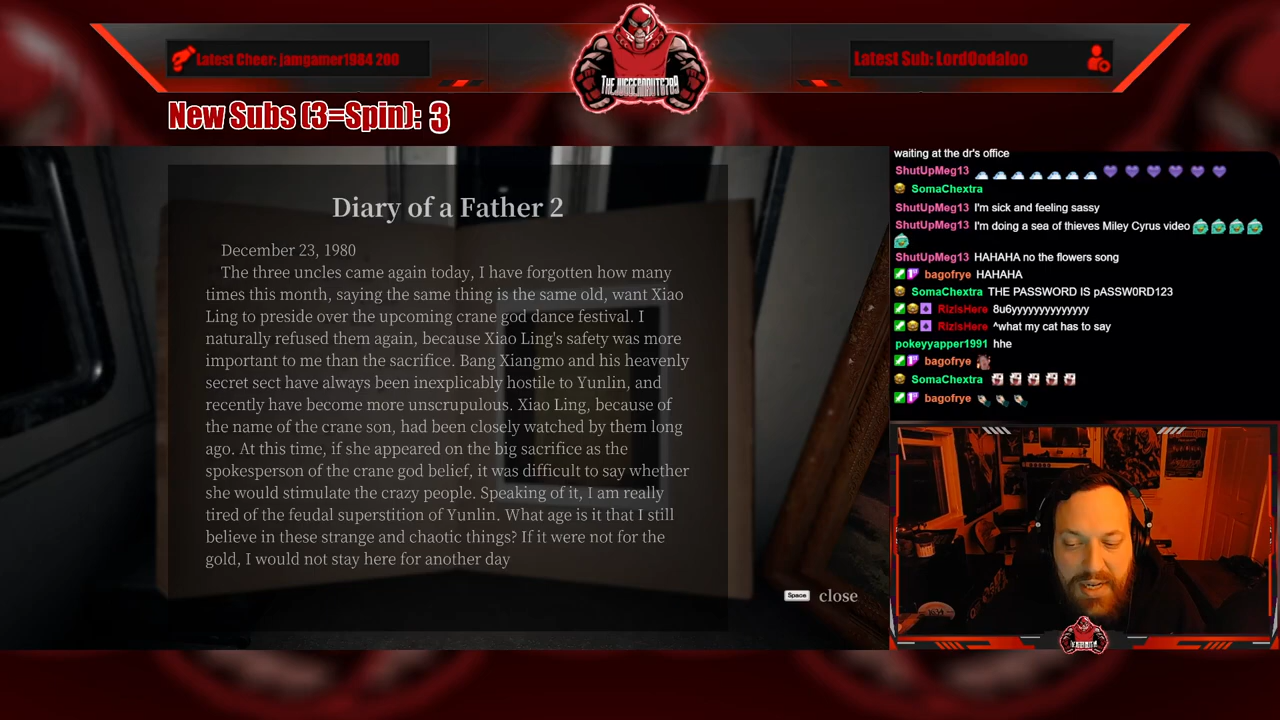 Latest Cheer: jamgamer1984 200
THEJUGGERNAUT6789
Latest Sub: LordOodaloo
New Subs (3=Spin): 3
Diary of a Father 2
December 23, 1980
The three uncles came again today, I have forgotten how many
times this month, saying the same thing is the same old, want Xiao
Ling to preside over the upcoming crane god dance festival. I
naturally refused them again, because Xiao Ling's safety was more
important to me than the sacrifice. Bang Xiangmo and his heavenly
secret sect have always been inexplicably hostile to Yunlin, and
recently have become more unscrupulous. Xiao Ling, because of
the name of the crane son, had been closely watched by them long
ago. At this time, if she appeared on the big sacrifice as the
spokesperson of the crane god belief, it was difficult to say whether
she would stimulate the crazy people. Speaking of it, I am really
tired of the feudal superstition of Yunlin. What age is it that I still
believe in these strange and chaotic things? If it were not for the
gold, I would not stay here for another day
Space close
waiting at the dr's office
ShutUpMeg13
SomaChextra
ShutUpMeg13 I'm sick and feeling sassy
ShutUpMeg13 I'm doing a sea of thieves Miley Cyrus video
ShutUpMeg13 HAHAHA no the flowers song
bagofrye HAHAHA
SomaChextra THE PASSWORD IS pASSW0RD123
RizIsHere 8u6yyyyyyyyyyyyy
RizIsHere ^what my cat has to say
pokeyyapper1991 hhe
bagofrye
SomaChextra
bagofrye